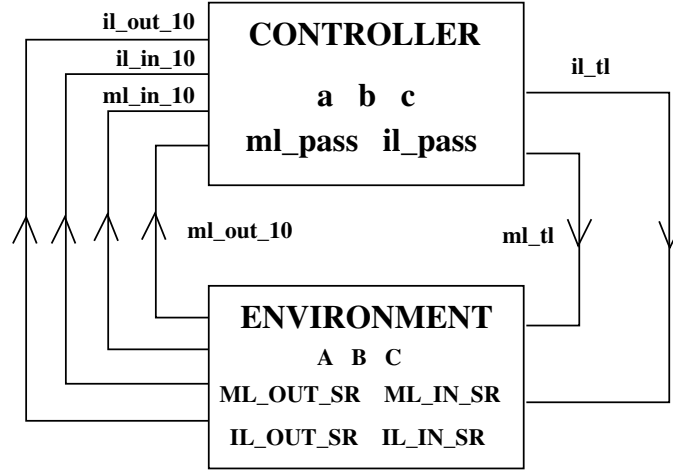 il_out_10
CONTROLLER
il_in_10
il_tl
ml_in_10
a b c
ml_pass il_pass
ml_out_10
ml_tl
ENVIRONMENT
A B C
ML_OUT_SR ML_IN_SR
IL_OUT_SR IL_IN_SR